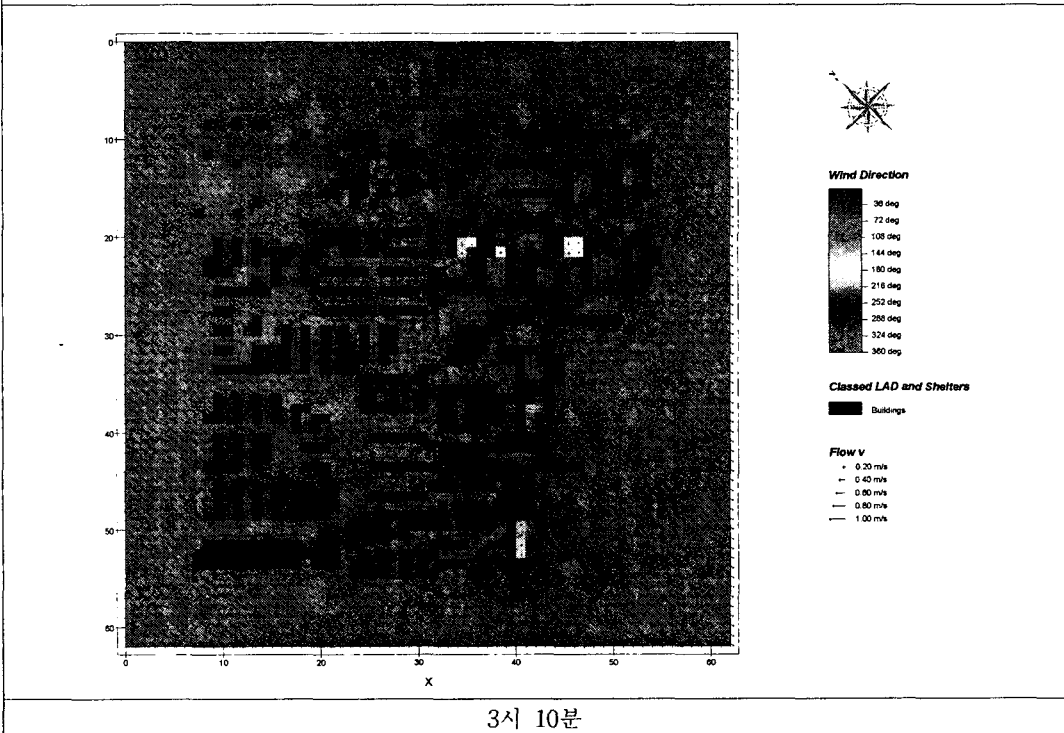 0
10
20
30
40
50
60
0 10 20 30 40 50 60
X
Wind Direction
36 deg
72 deg
108 deg
144 deg
180 deg
216 deg
252 deg
288 deg
324 deg
360 deg
Classed LAD and Shelters
Buildings
Flow v
0.20 m/s
0.40 m/s
0.60 m/s
0.80 m/s
1.00 m/s
3시 10분